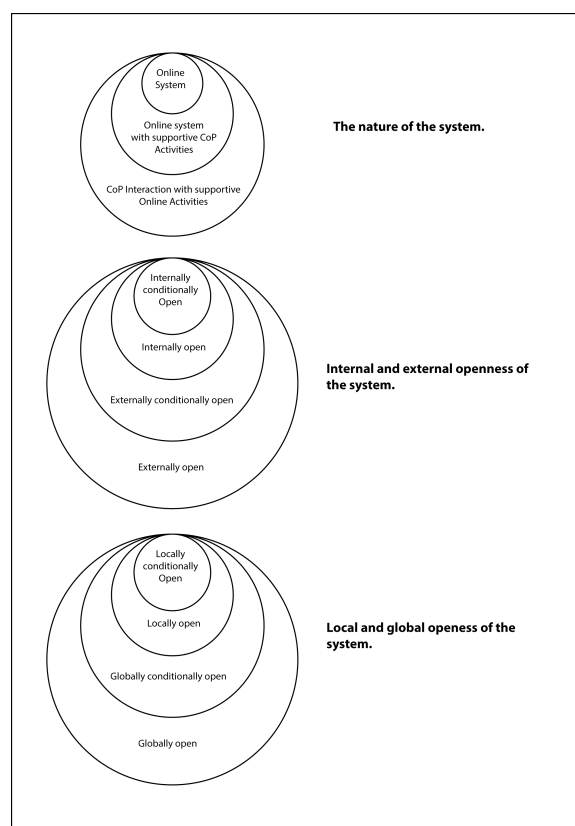 Online
System
Online system
with supportive CoP
Activities
CoP Interaction with supportive
Online Activities
The nature of the system.
Internally
conditionally
Open
Internally open
Externally conditionally open
Externally open
Internal and external openness of
the system.
Locally
conditionally
Open
Locally open
Globally conditionally open
Globally open
Local and global openess of the
system.